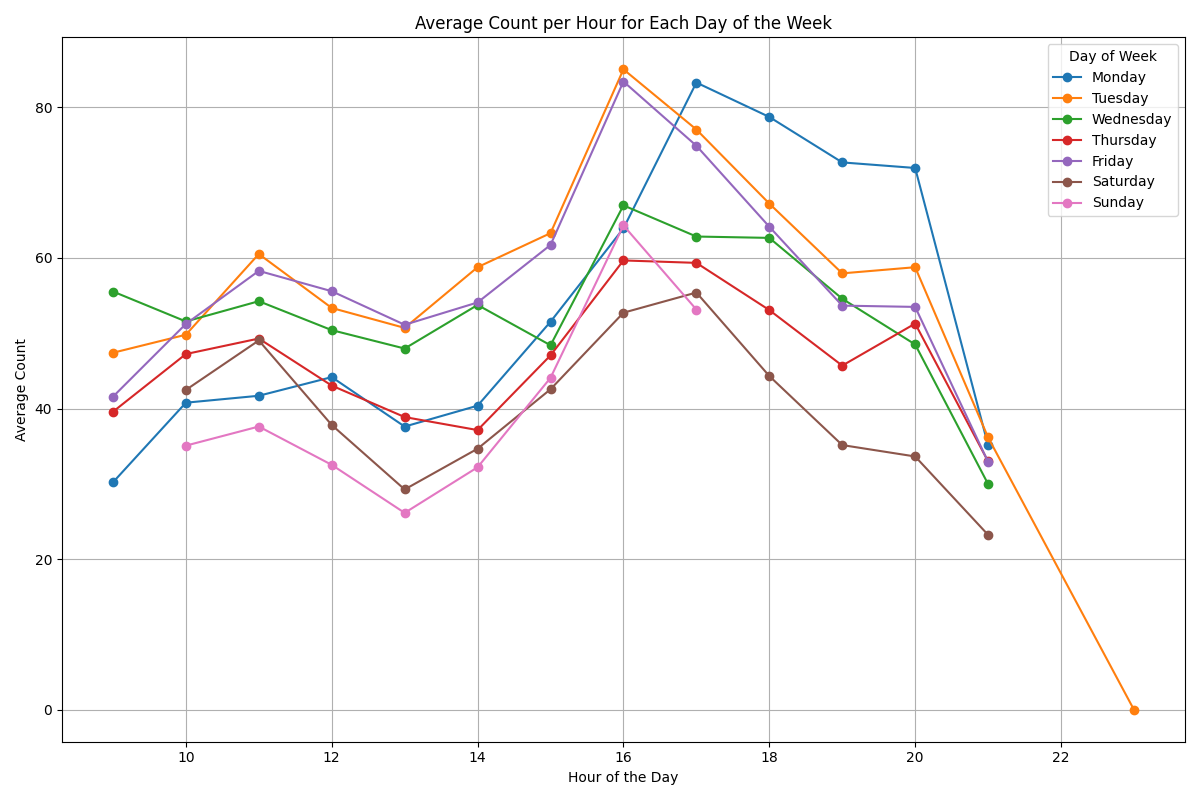 Average Count per Hour for Each Day of the Week
Day of Week
Monday
Tuesday
Wednesday
Thursday
Friday
Saturday
Sunday
Average Count
80
60
40
20
0
10 12 14 16 18 20 22
Hour of the Day